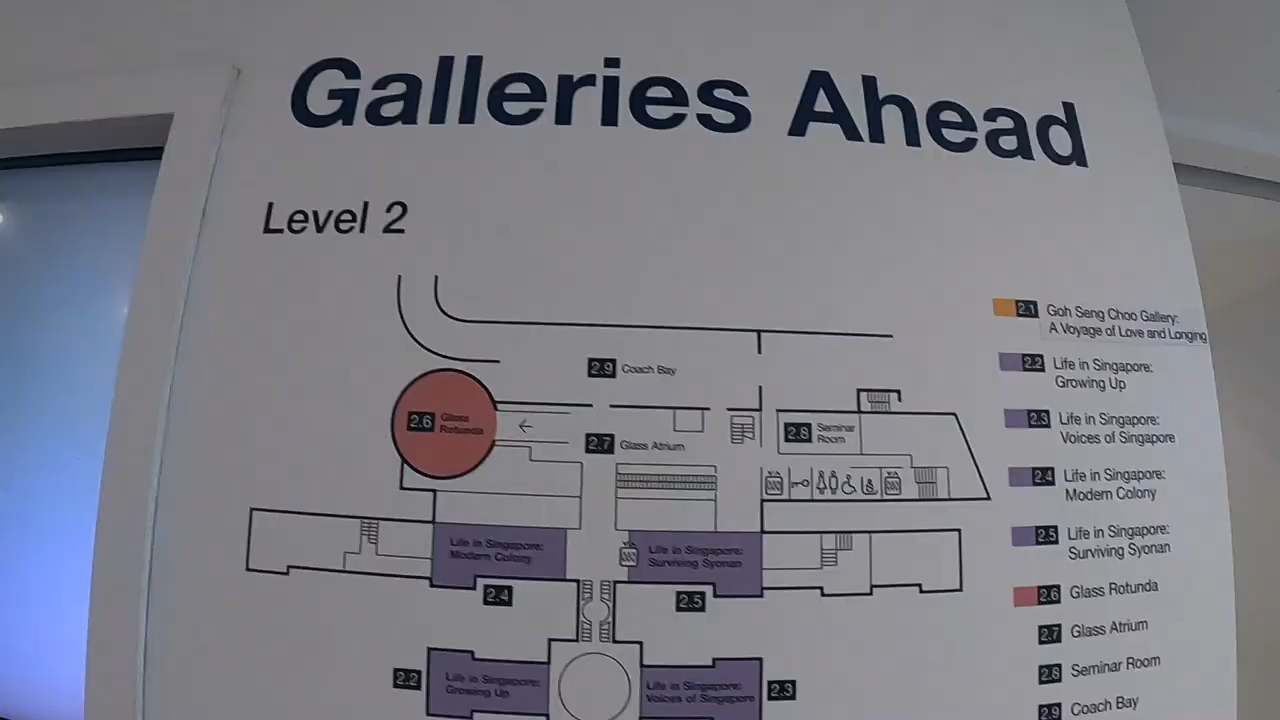 Galleries Ahead
Level 2
2.1 Goh Seng Choo Gallery:
A Voyage of Love and Longing
2.2 Life in Singapore:
Growing Up
2.3 Life in Singapore:
Voices of Singapore
2.4 Life in Singapore:
Modern Colony
2.5 Life in Singapore:
Surviving Syonan
2.6 Glass Rotunda
2.7 Glass Atrium
2.8 Seminar Room
2.9 Coach Bay
2.9 Coach Bay
2.6 Glass
Rotunda
2.7 Glass Atrium
2.8 Seminar
Room
Life in Singapore:
Modern Colony
2.4
Life in Singapore:
Surviving Syonan
2.5
2.2
Life in Singapore:
Growing Up
Life in Singapore:
Voices of Singapore
2.3